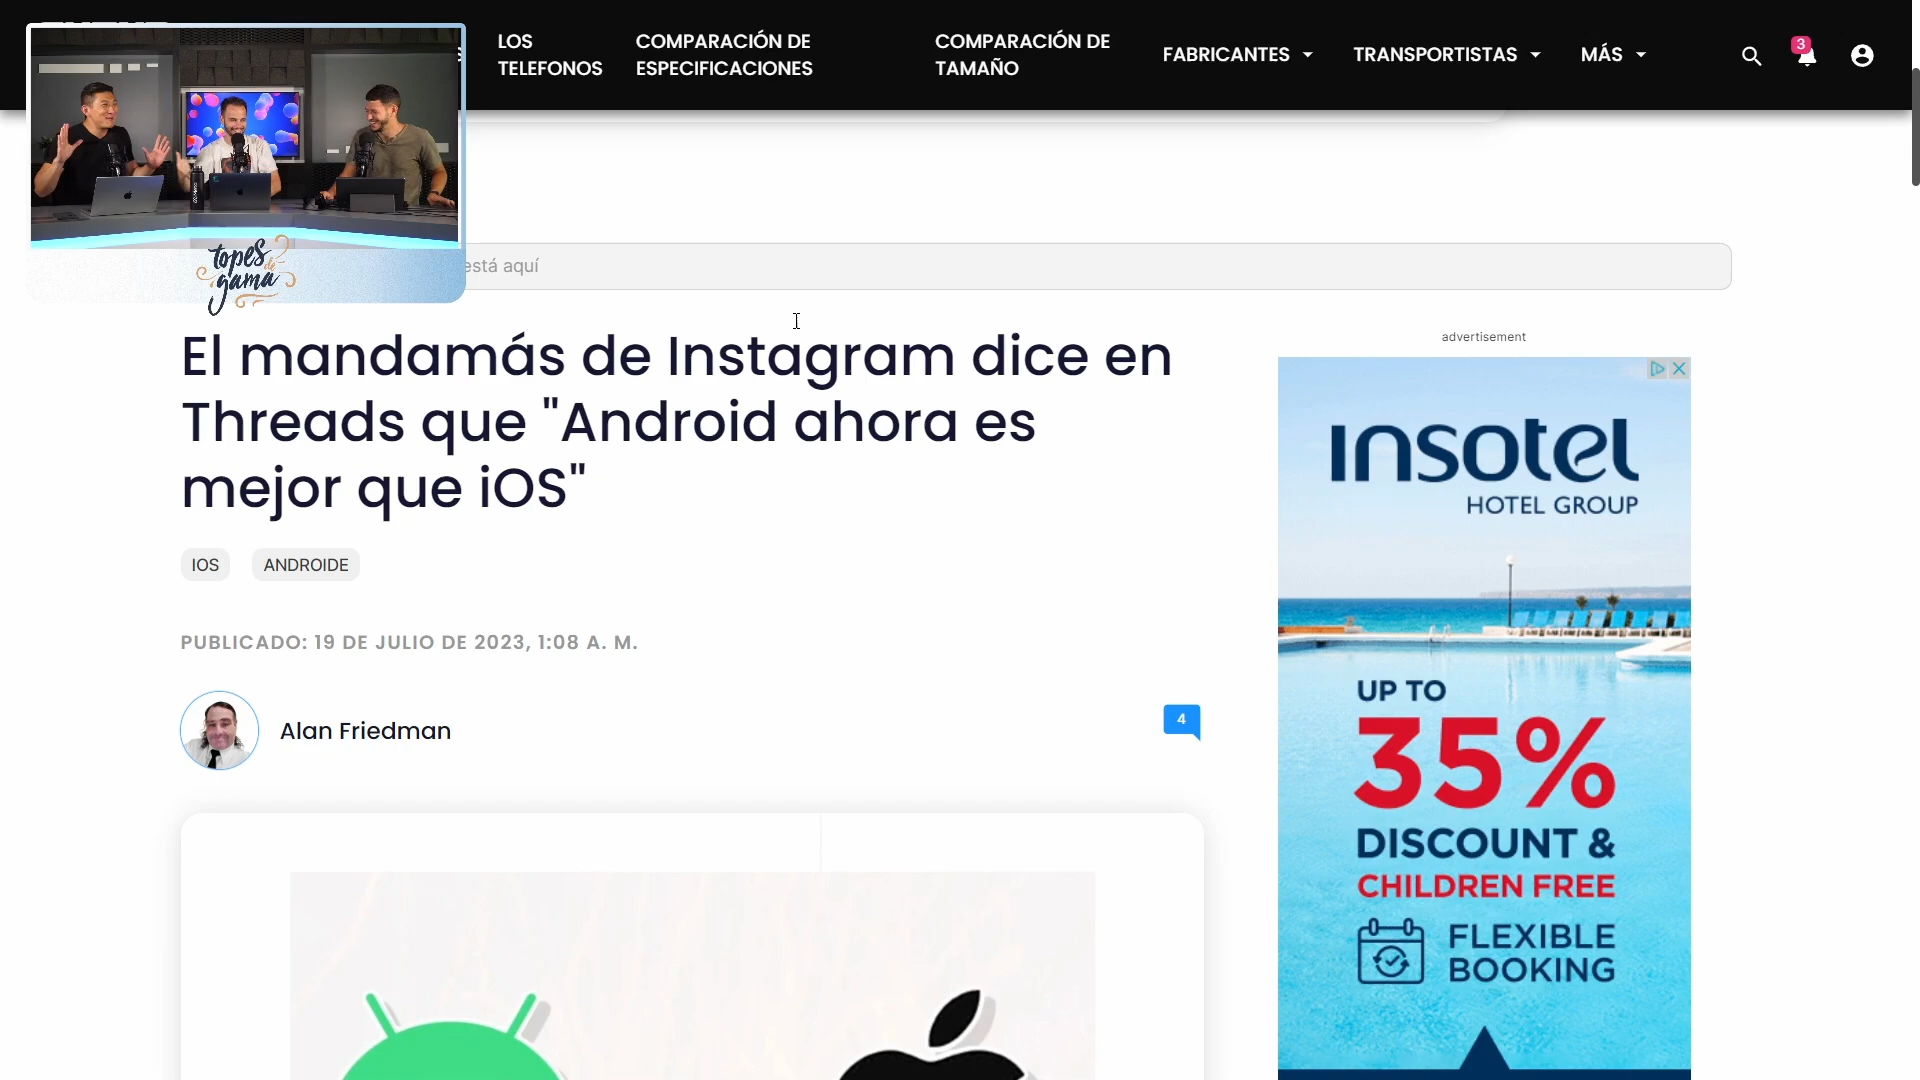 LOS
TELEFONOS
COMPARACIÓN DE
ESPECIFICACIONES
COMPARACIÓN DE
TAMAÑO
FABRICANTES
TRANSPORTISTAS
MÁS
3
topes
de
gama
está aquí
El mandamás de Instagram dice en
Threads que "Android ahora es
mejor que iOS"
IOS
ANDROIDE
PUBLICADO: 19 DE JULIO DE 2023, 1:08 A. M.
Alan Friedman
4
advertisement
insotel
HOTEL GROUP
UP TO
35%
DISCOUNT &
CHILDREN FREE
FLEXIBLE
BOOKING